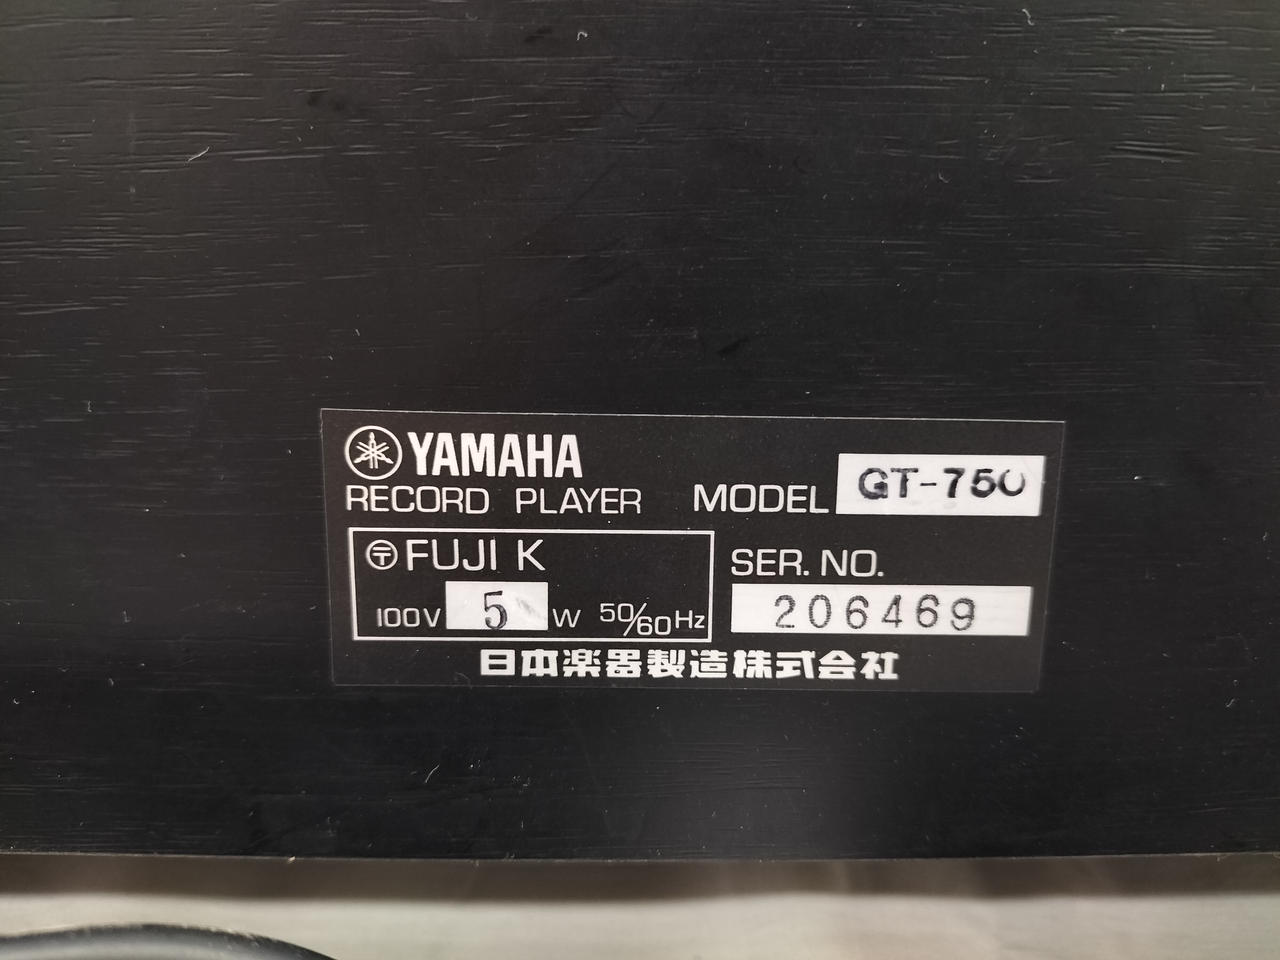 YAMAHA
RECORD PLAYER MODEL GT-750
〒 FUJI K
100V 5 W 50/60Hz
SER. NO.
206469
日本楽器製造株式会社